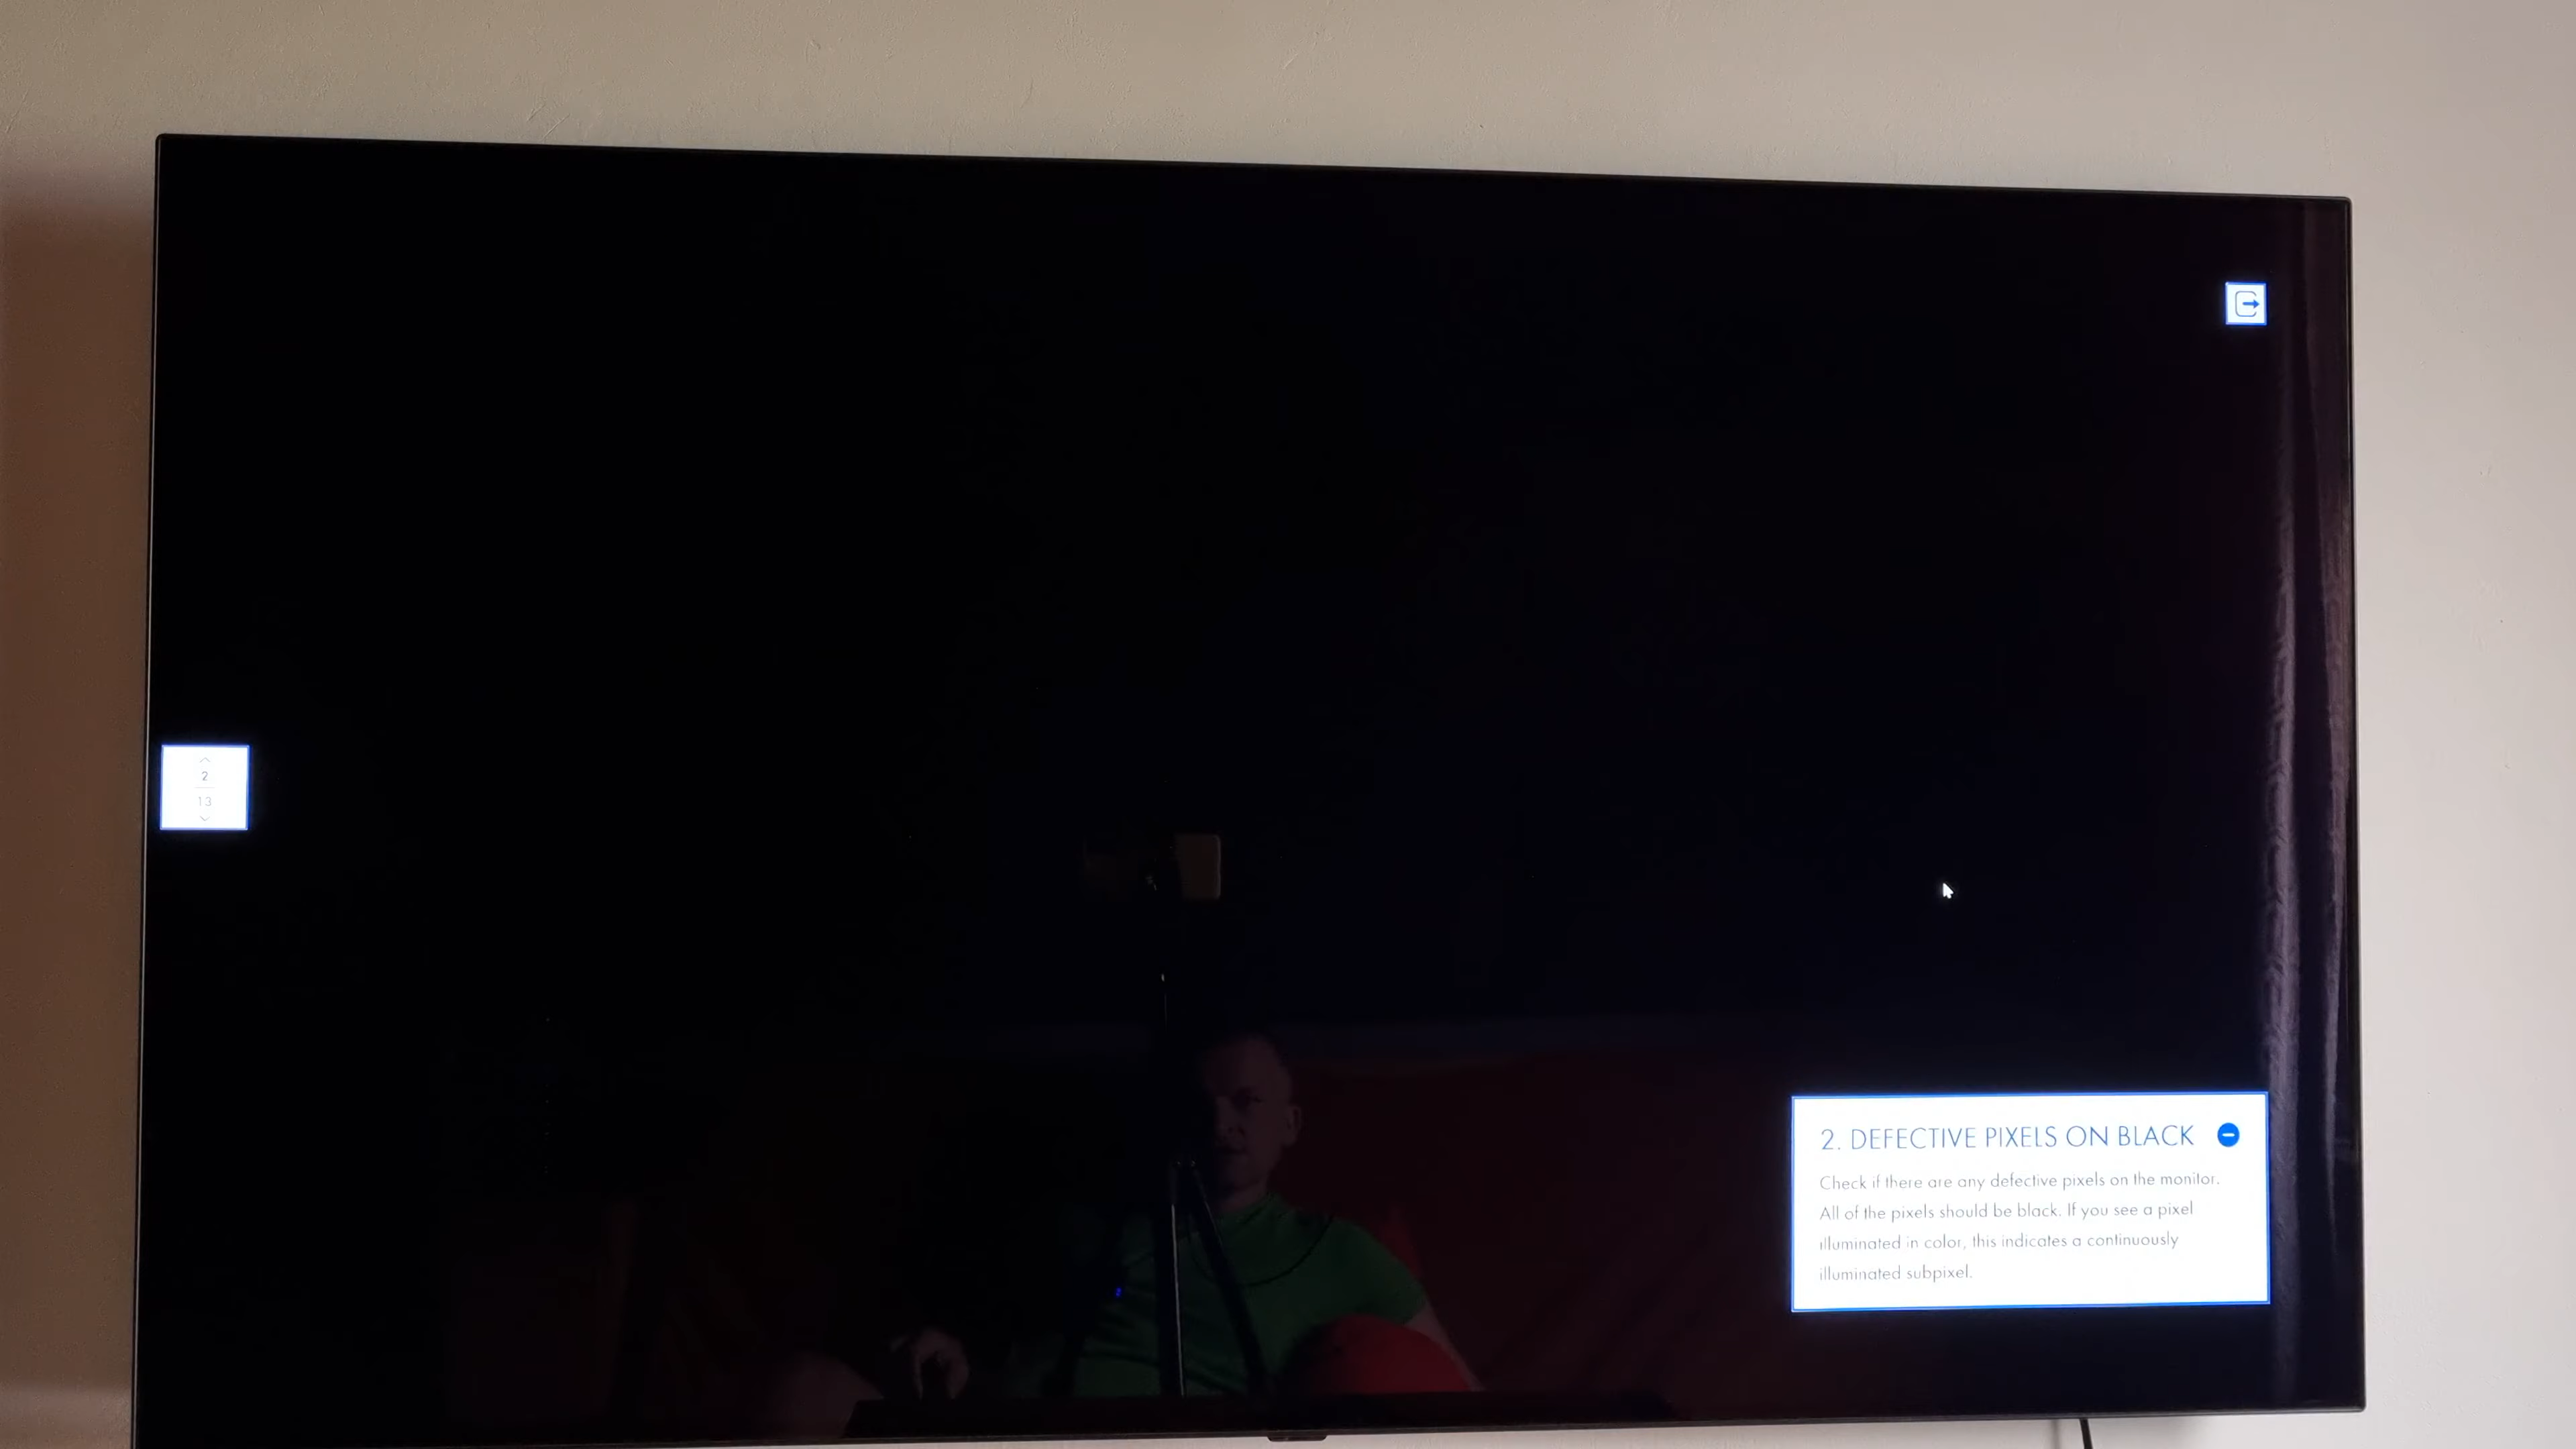 2
13
2. DEFECTIVE PIXELS ON BLACK
Check if there are any defective pixels on the monitor.
All of the pixels should be black. If you see a pixel
illuminated in color, this indicates a continuously
illuminated subpixel.